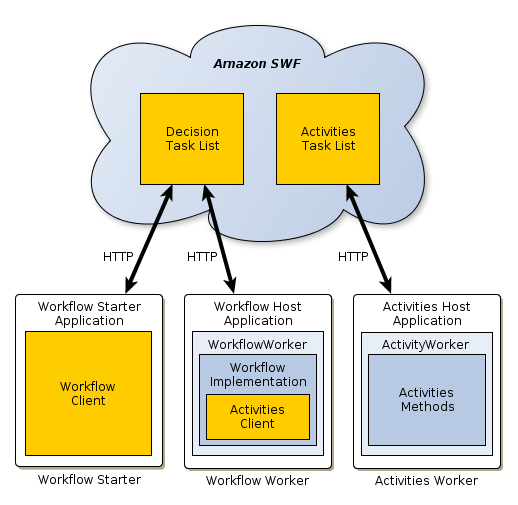 Amazon SWF
Decision
Task List
Activities
Task List
HTTP
HTTP
HTTP
Workflow Starter
Application
Workflow
Client
Workflow Starter
Workflow Host
Application
WorkflowWorker
Workflow
Implementation
Activities
Client
Workflow Worker
Activities Host
Application
ActivityWorker
Activities
Methods
Activities Worker